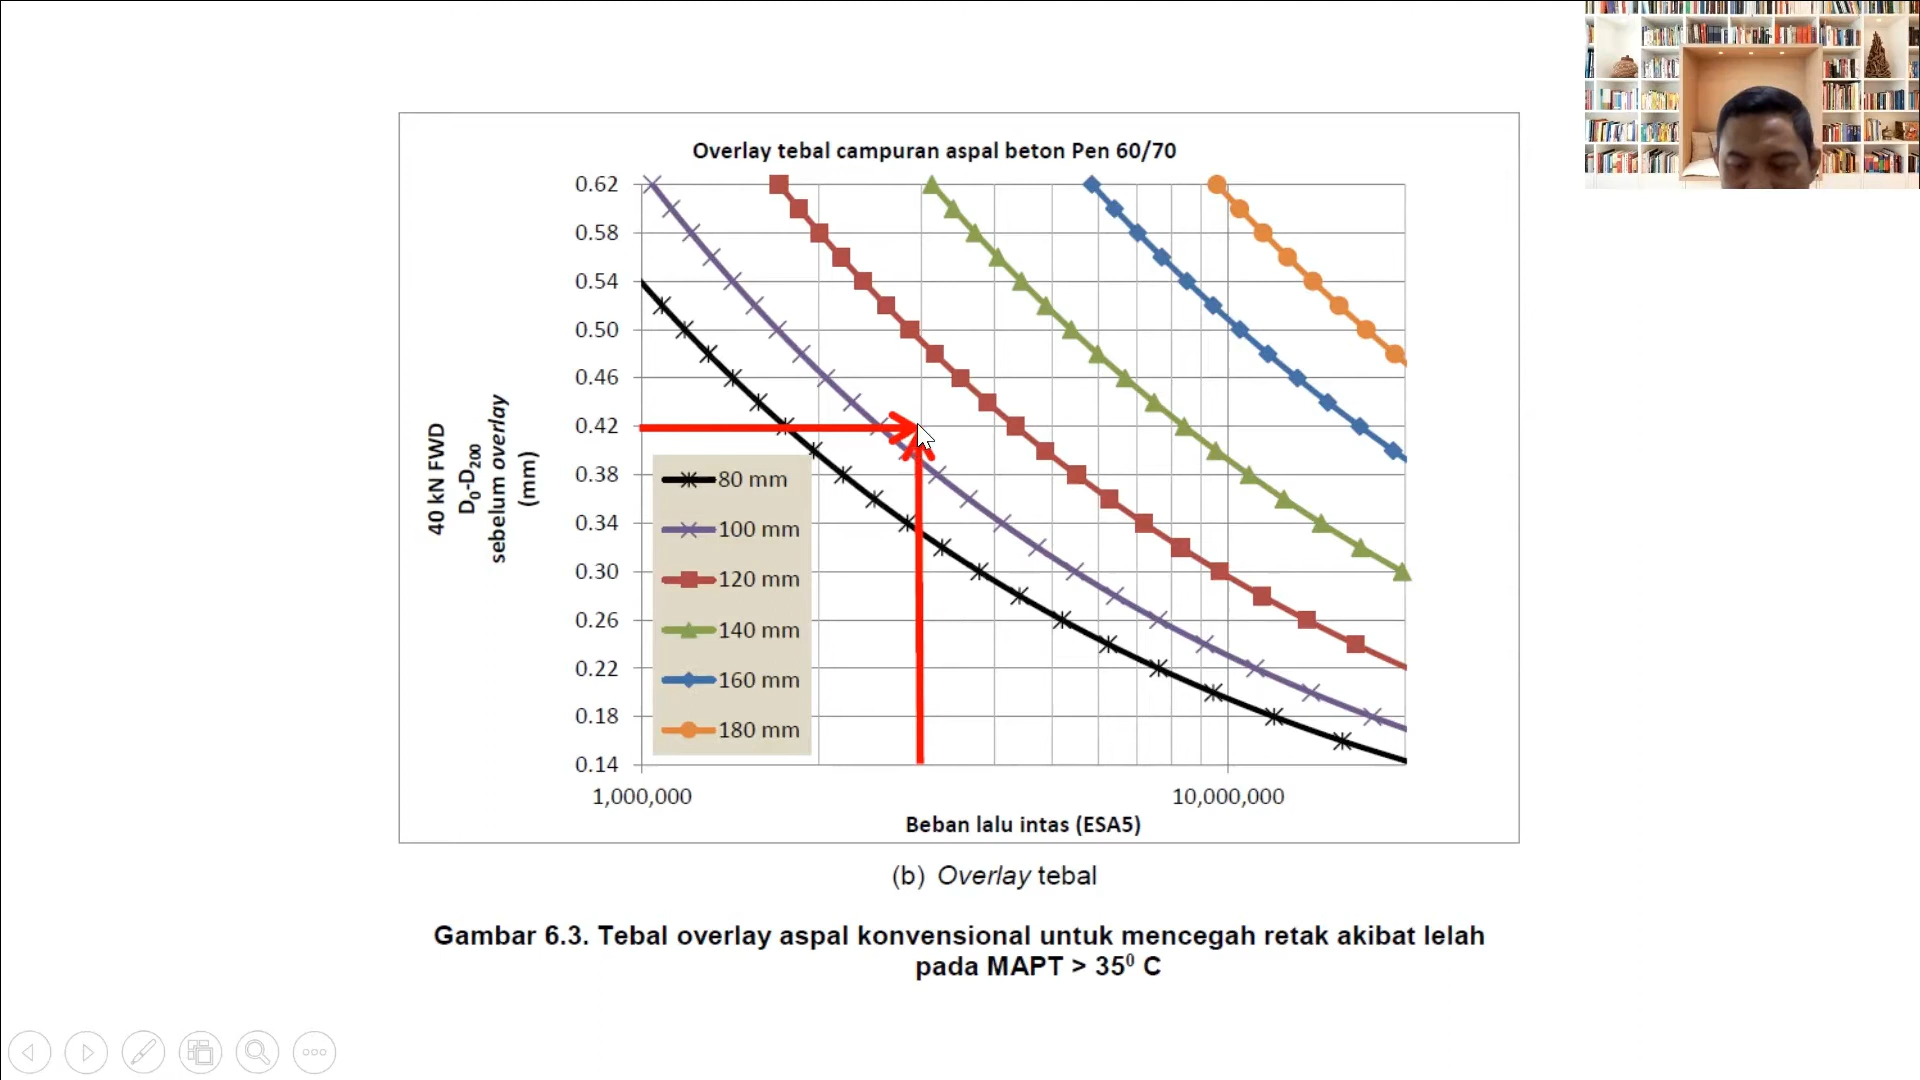 Overlay tebal campuran aspal beton Pen 60/70
0.62
0.58
0.54
0.50
0.46
0.42
0.38
0.34
0.30
0.26
0.22
0.18
0.14
40 kN FWD
D0-D200
sebelum overlay
(mm)
80 mm
100 mm
120 mm
140 mm
160 mm
180 mm
1,000,000
10,000,000
Beban lalu intas (ESA5)
(b) Overlay tebal
Gambar 6.3. Tebal overlay aspal konvensional untuk mencegah retak akibat lelah
pada MAPT > 35⁰ C